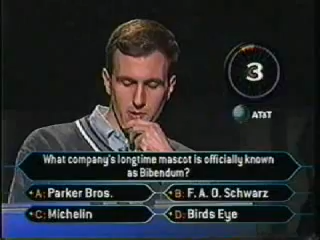 3
AT&T
What company's longtime mascot is officially known
as Bibendum?
A: Parker Bros.
B: F. A. O. Schwarz
C: Michelin
D: Birds Eye